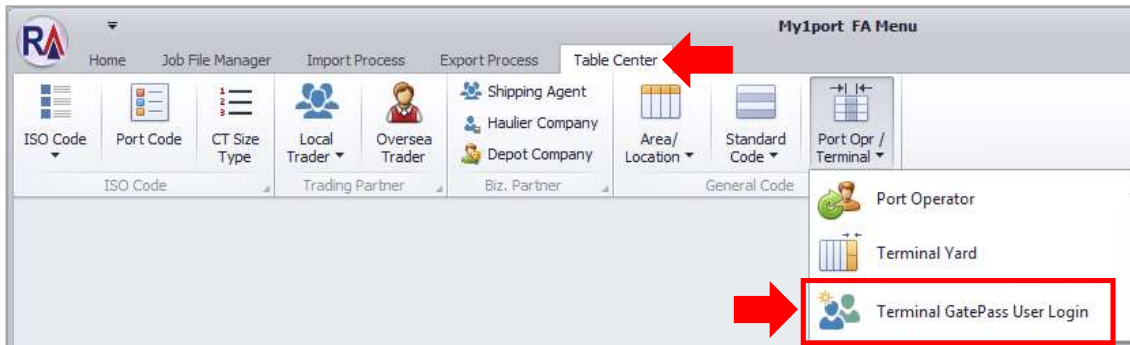 RA
My1port FA Menu
Home Job File Manager Import Process Export Process Table Center
ISO Code
Port Code
CT Size
Type
Local
Trader
Oversea
Trader
Shipping Agent
Haulier Company
Depot Company
Area/
Location
Standard
Code
Port Opr /
Terminal
ISO Code Trading Partner Biz. Partner General Code
Port Operator
Terminal Yard
Terminal GatePass User Login